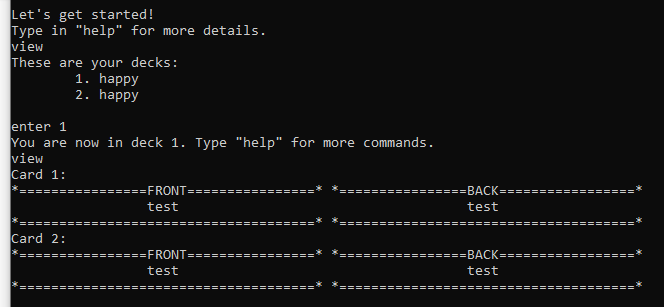 Let's get started!
Type in "help" for more details.
view
These are your decks:
        1. happy
        2. happy

enter 1
You are now in deck 1. Type "help" for more commands.
view
Card 1:
*================FRONT================* *================BACK=================*
                 test                                    test
*=====================================* *=====================================*
Card 2:
*================FRONT================* *================BACK=================*
                 test                                    test
*=====================================* *=====================================*